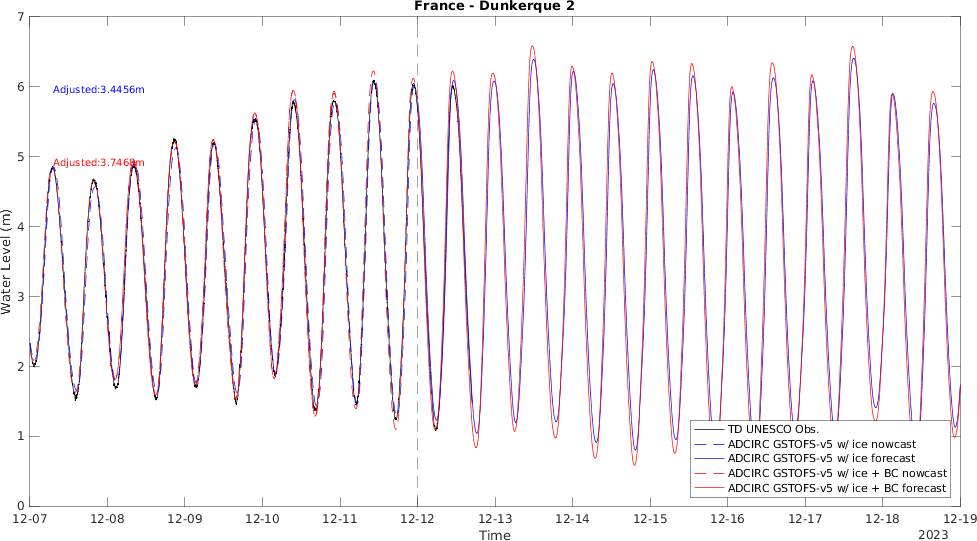 France - Dunkerque 2
7
6
5
4
3
2
1
0
Water Level (m)
Adjusted:3.4456m
Adjusted:3.7468m
TD UNESCO Obs.
ADCIRC GSTOFS-v5 w/ ice nowcast
ADCIRC GSTOFS-v5 w/ ice forecast
ADCIRC GSTOFS-v5 w/ ice + BC nowcast
ADCIRC GSTOFS-v5 w/ ice + BC forecast
12-07 12-08 12-09 12-10 12-11 12-12 12-13 12-14 12-15 12-16 12-17 12-18 12-19
Time
2023